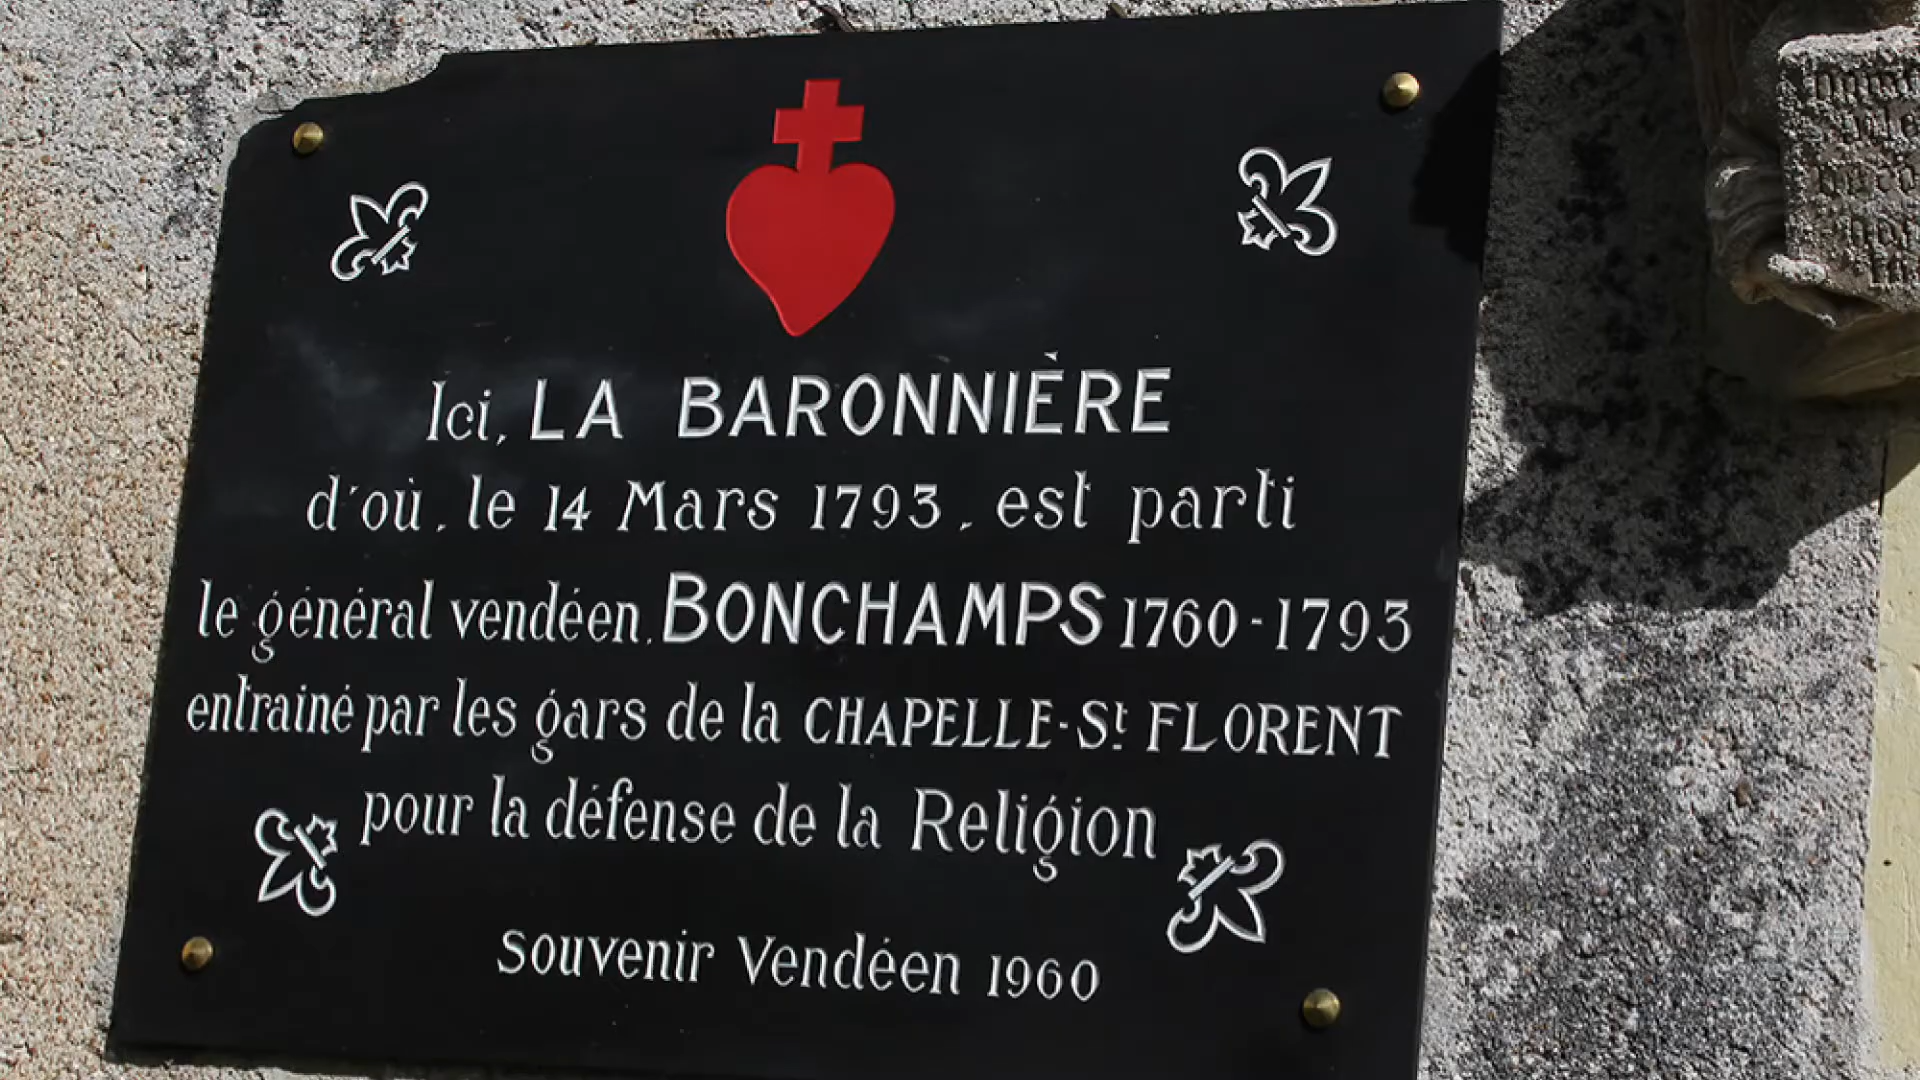 Ici, LA BARONNIÈRE
d'où, le 14 Mars 1793, est parti
le général vendéen, BONCHAMPS 1760-1793
entrainé par les gars de la CHAPELLE-St FLORENT
pour la défense de la Religion
Souvenir Vendéen 1960